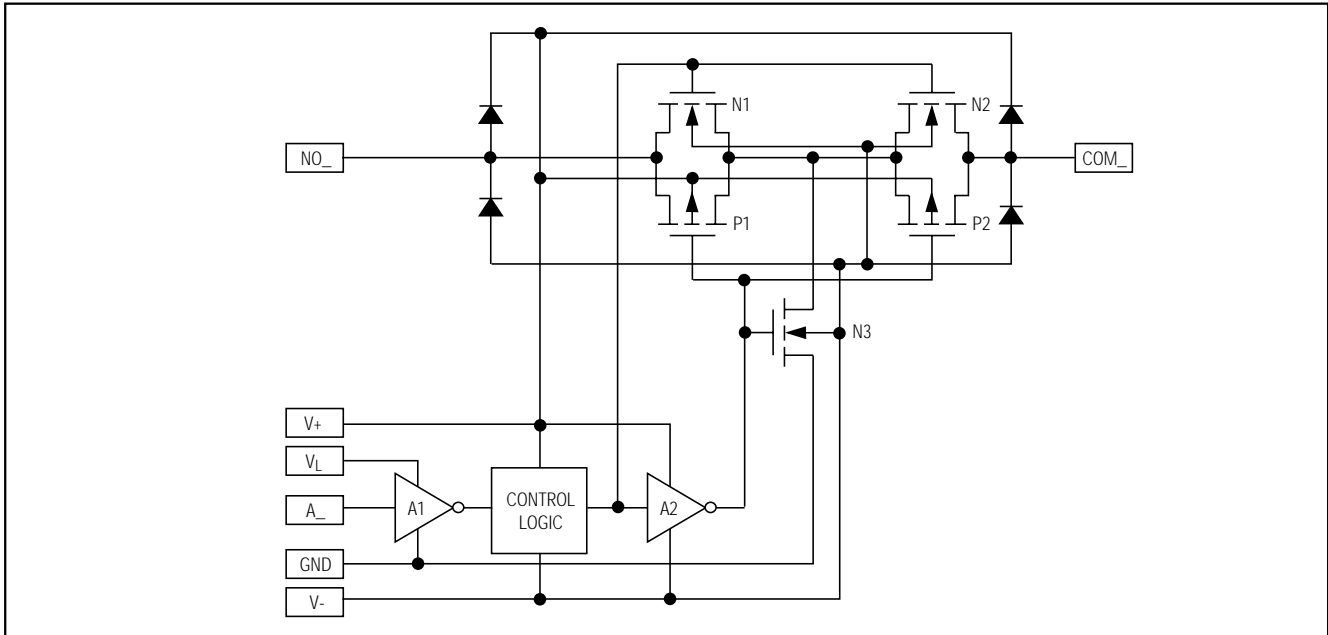 N1
N2
NO_
COM_
P1
P2
N3
V+
VL
A_
A1
CONTROL
LOGIC
A2
GND
V-